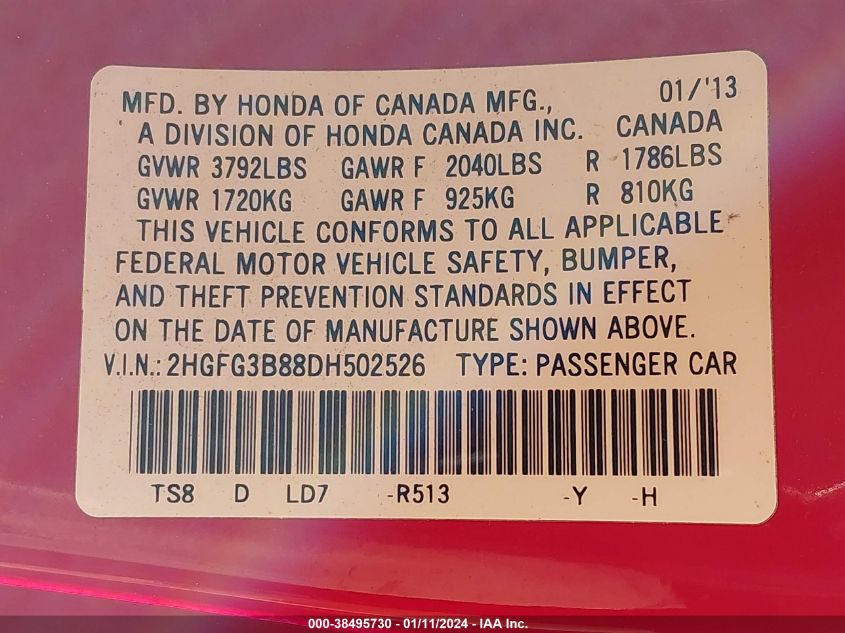 MFD. BY HONDA OF CANADA MFG., 01/'13
A DIVISION OF HONDA CANADA INC. CANADA
GVWR 3792LBS GAWR F 2040LBS R 1786LBS
GVWR 1720KG GAWR F 925KG R 810KG
THIS VEHICLE CONFORMS TO ALL APPLICABLE
FEDERAL MOTOR VEHICLE SAFETY, BUMPER,
AND THEFT PREVENTION STANDARDS IN EFFECT
ON THE DATE OF MANUFACTURE SHOWN ABOVE.
V.I.N.: 2HGFG3B88DH502526 TYPE: PASSENGER CAR
TS8 D LD7 -R513 -Y -H
000-38495730 - 01/11/2024 - IAA Inc.